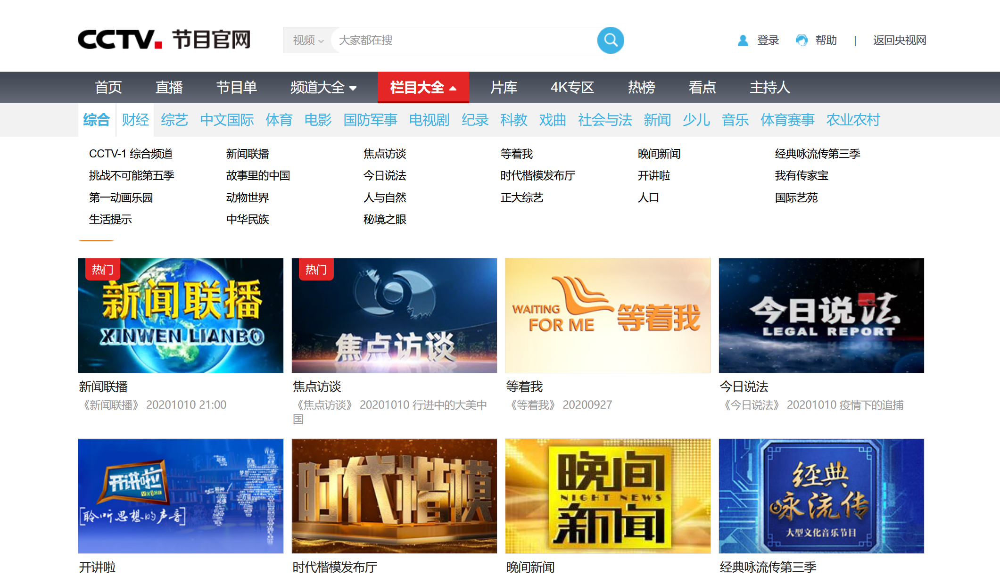 CCTV. 节目官网
视频 大家都在搜
登录 帮助 | 返回央视网
首页 直播 节目单 频道大全 栏目大全 片库 4K专区 热榜 看点 主持人
综合 财经 综艺 中文国际 体育 电影 国防军事 电视剧 纪录 科教 戏曲 社会与法 新闻 少儿 音乐 体育赛事 农业农村
CCTV-1 综合频道 新闻联播 焦点访谈 等着我 晚间新闻 经典咏流传第三季
挑战不可能第五季 故事里的中国 今日说法 时代楷模发布厅 开讲啦 我有传家宝
第一动画乐园 动物世界 人与自然 正大综艺 人口 国际艺苑
生活提示 中华民族 秘境之眼
热门
新闻联播
XINWEN LIANBO
热门
焦点访谈
WAITING
FOR ME
等着我
今日说法
LEGAL REPORT
新闻联播
《新闻联播》 20201010 21:00
焦点访谈
《焦点访谈》 20201010 行进中的大美中
国
等着我
《等着我》 20200927
今日说法
《今日说法》 20201010 疫情下的追捕
开讲啦
[聆听思想的声音]
时代楷模
晚间
NIGHT NEWS
新闻
经典
咏流传
大型文化音乐节目
开讲啦
时代楷模发布厅
晚间新闻
经典咏流传第三季